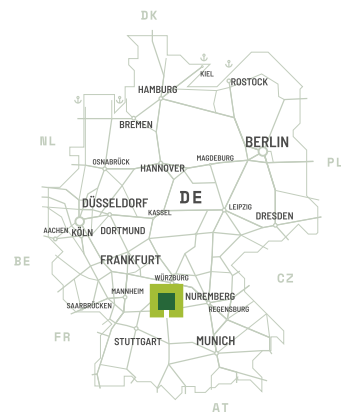 DK
KIEL
ROSTOCK
HAMBURG
BREMEN
NL
BERLIN
OSNABRÜCK
MAGDEBURG
PL
HANNOVER
DE
DÜSSELDORF
KASSEL
LEIPZIG
DRESDEN
AACHEN
KÖLN
DORTMUND
BE
FRANKFURT
WÜRZBURG
CZ
MANNHEIM
NUREMBERG
SAARBRÜCKEN
REGENSBURG
FR
STUTTGART
MUNICH
AT